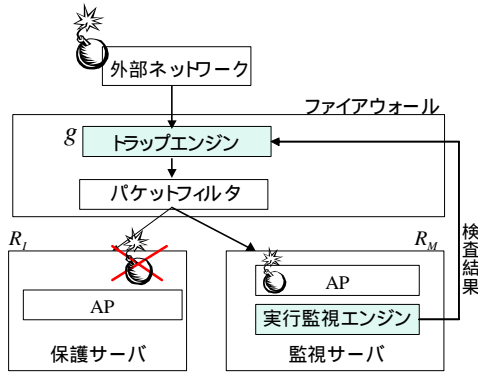 外部ネットワーク
ファイアウォール
g
トラップエンジン
パケットフィルタ
検査結果
R_I
AP
保護サーバ
R_M
AP
実行監視エンジン
監視サーバ